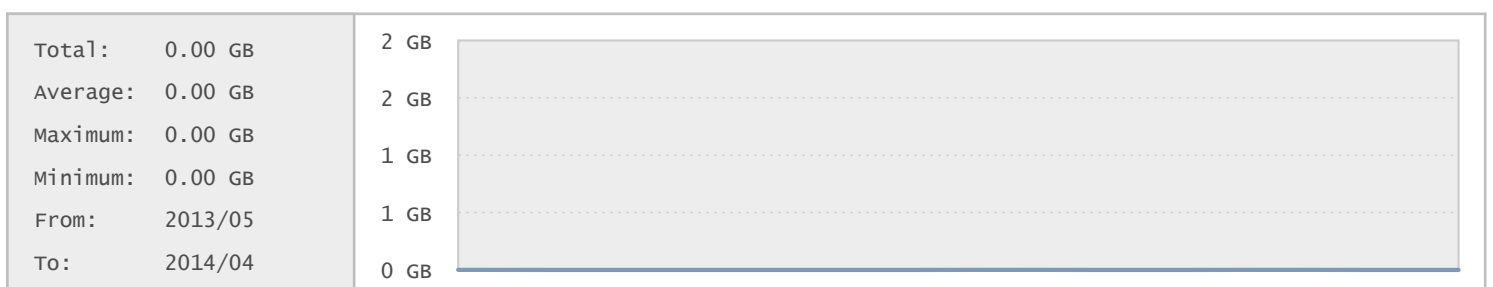 Total: 0.00 GB
Average: 0.00 GB
Maximum: 0.00 GB
Minimum: 0.00 GB
From: 2013/05
To: 2014/04
2 GB
2 GB
1 GB
1 GB
0 GB